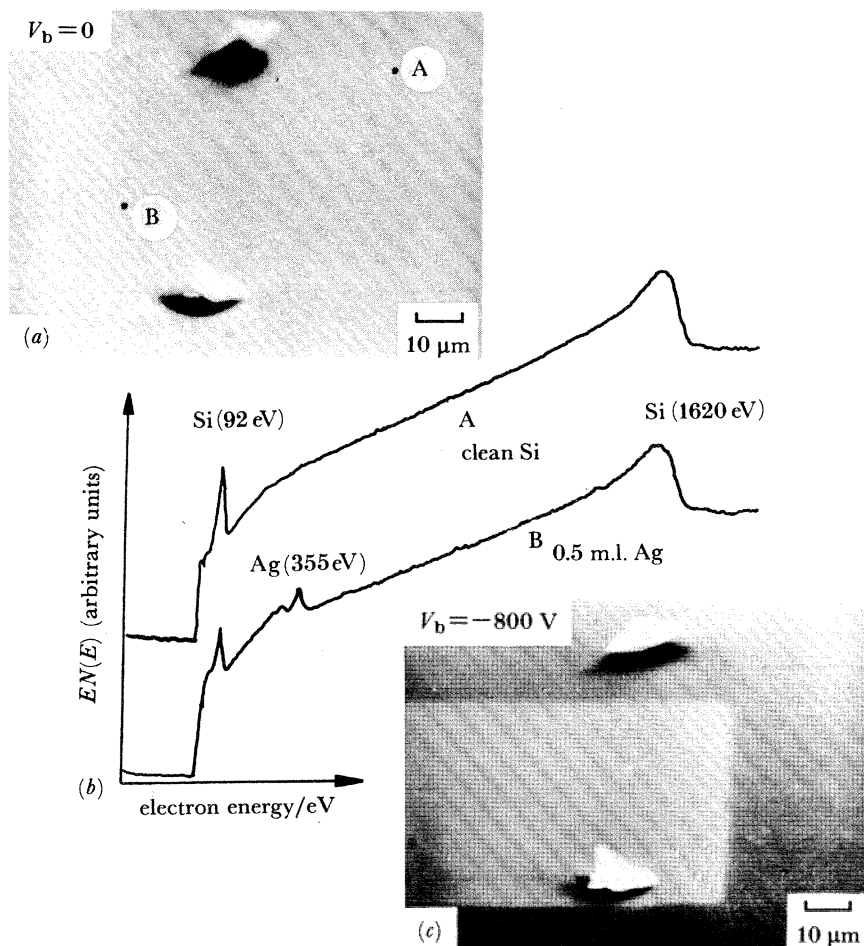 V_b = 0
A
B
(a)
10 μm
Si (92 eV)
A
clean Si
Si (1620 eV)
Ag (355 eV)
B 0.5 m.l. Ag
V_b = −800 V
EN(E) (arbitrary units)
(b)
electron energy/eV
(c)
10 μm